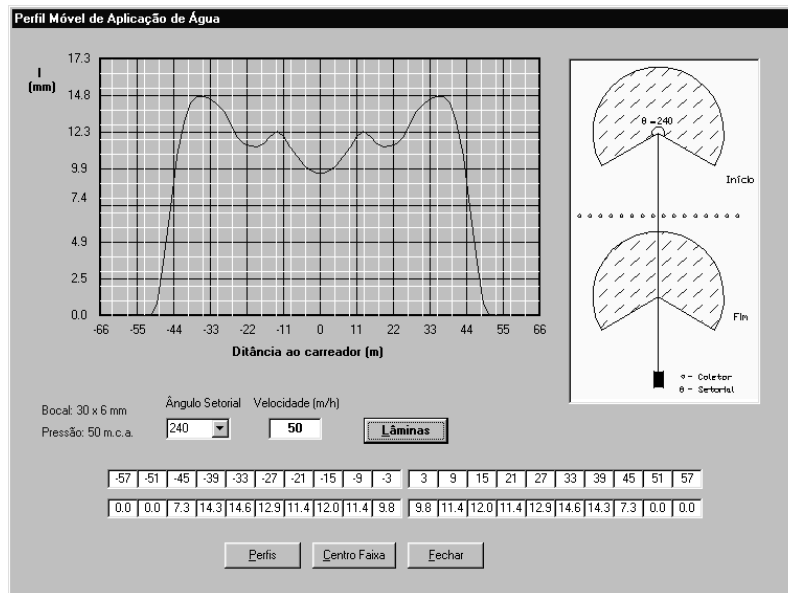 Perfil Móvel de Aplicação de Água
I
(mm)
17.3
14.8
12.3
9.9
7.4
4.9
2.5
0.0
-66 -55 -44 -33 -22 -11 0 11 22 33 44 55 66
Ditância ao carreador (m)
θ = 240
Início
Fim
o - Coletor
θ - Setorial
Bocal: 30 x 6 mm
Pressão: 50 m.c.a.
Ângulo Setorial
240
Velocidade (m/h)
50
Lâminas
-57 -51 -45 -39 -33 -27 -21 -15 -9 -3 3 9 15 21 27 33 39 45 51 57
0.0 0.0 7.3 14.3 14.6 12.9 11.4 12.0 11.4 9.8 9.8 11.4 12.0 11.4 12.9 14.6 14.3 7.3 0.0 0.0
Perfis Centro Faixa Fechar